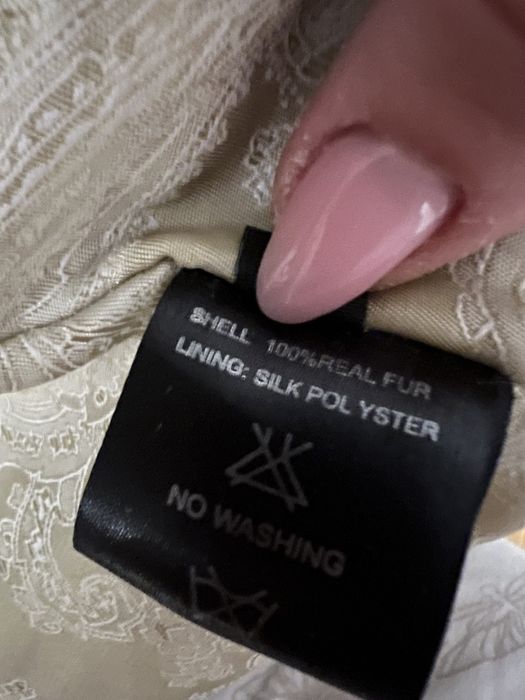 SHELL 100%REAL FUR
LINING: SILK POLYSTER
NO WASHING